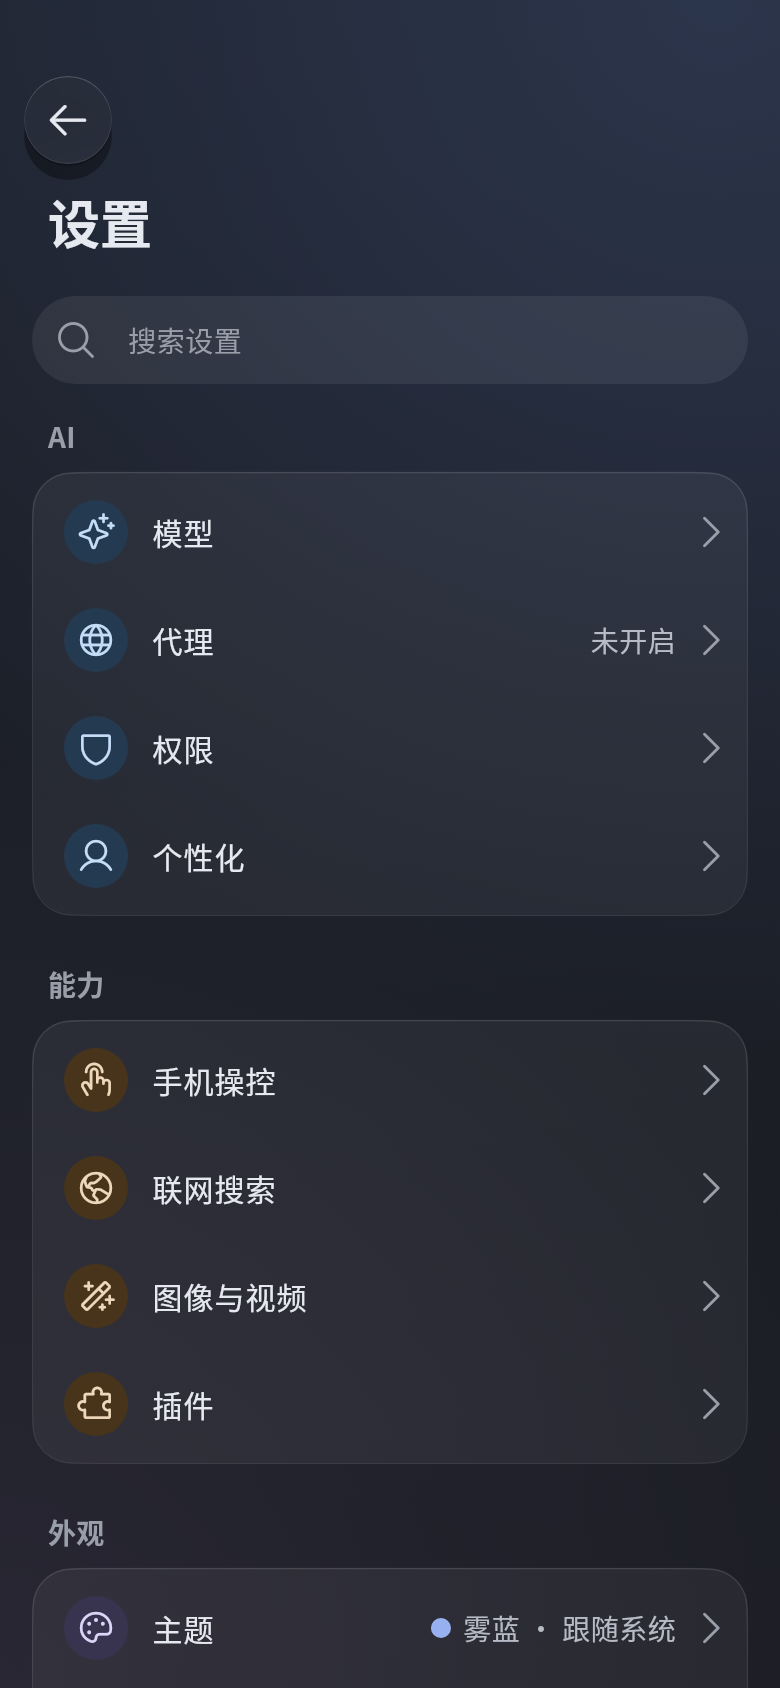 设置
搜索设置
AI
模型
代理 未开启
权限
个性化
能力
手机操控
联网搜索
图像与视频
插件
外观
主题 雾蓝 · 跟随系统